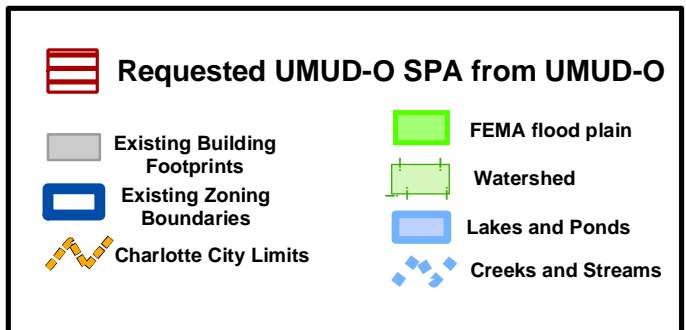 Requested UMUD-O SPA from UMUD-O
Existing Building
Footprints
Existing Zoning
Boundaries
Charlotte City Limits
FEMA flood plain
Watershed
Lakes and Ponds
Creeks and Streams